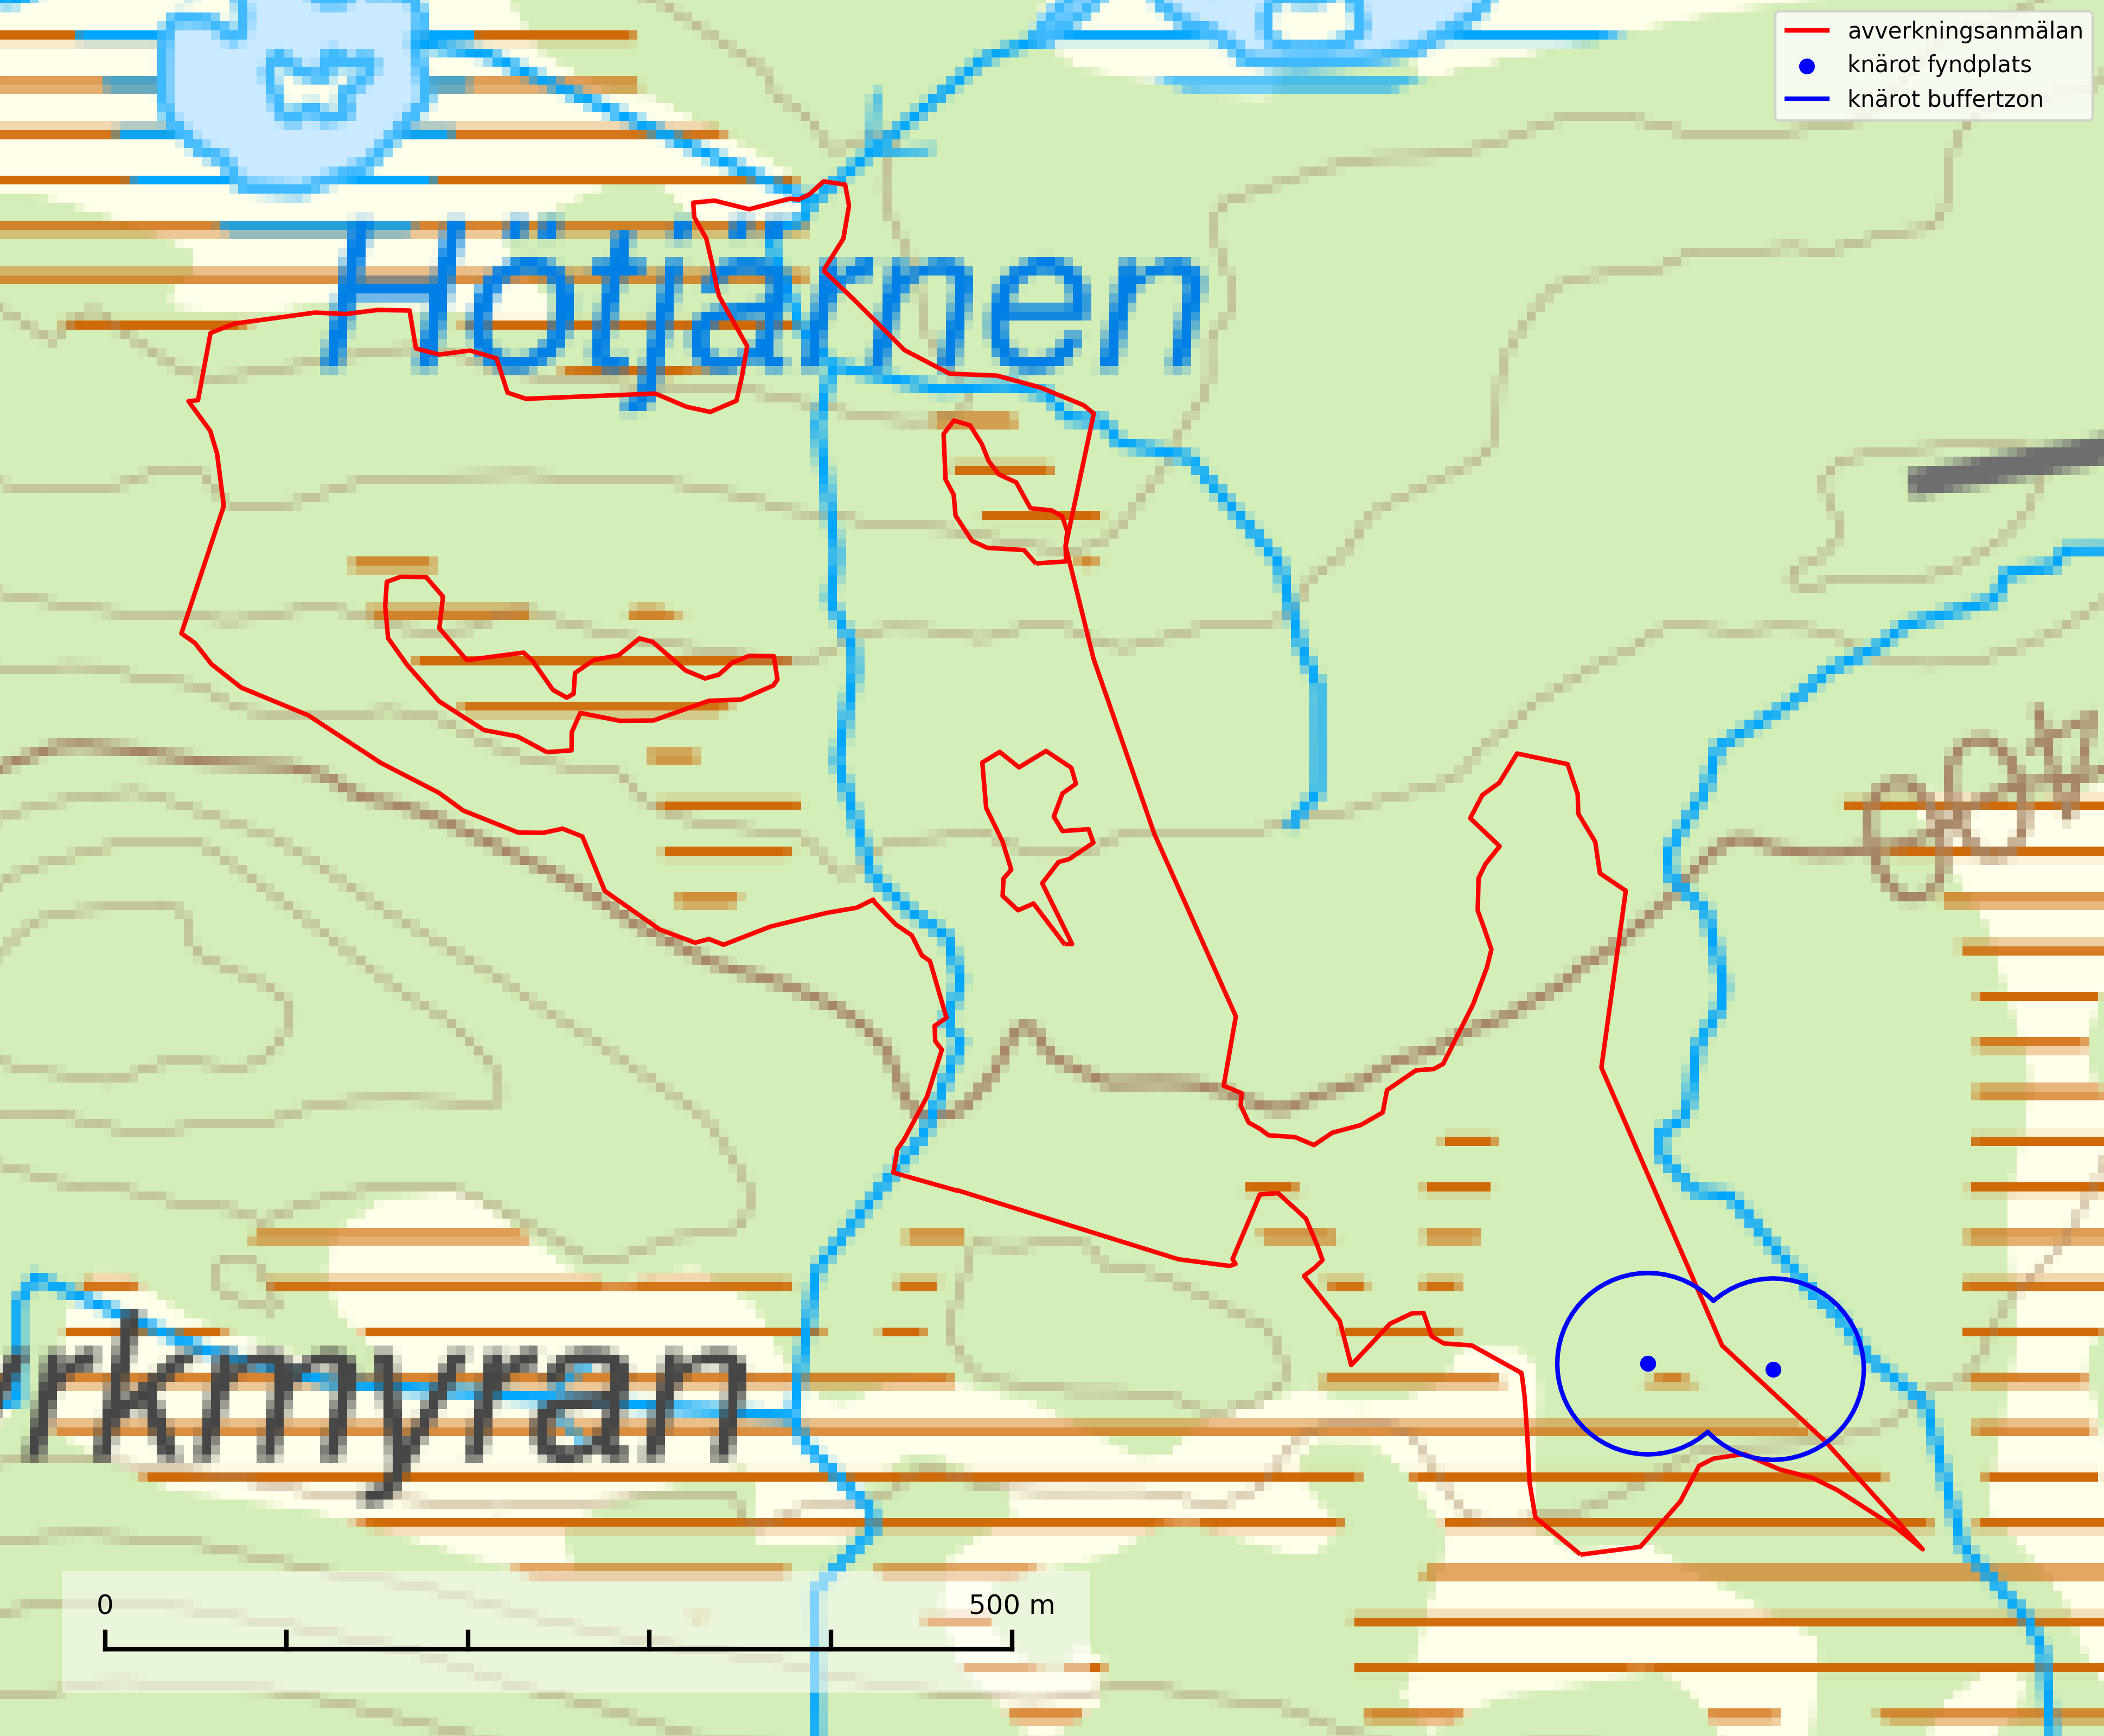 avverkningsanmälan
knärot fyndplats
knärot buffertzon
Hötjärnen
rkmyran
0 500 m